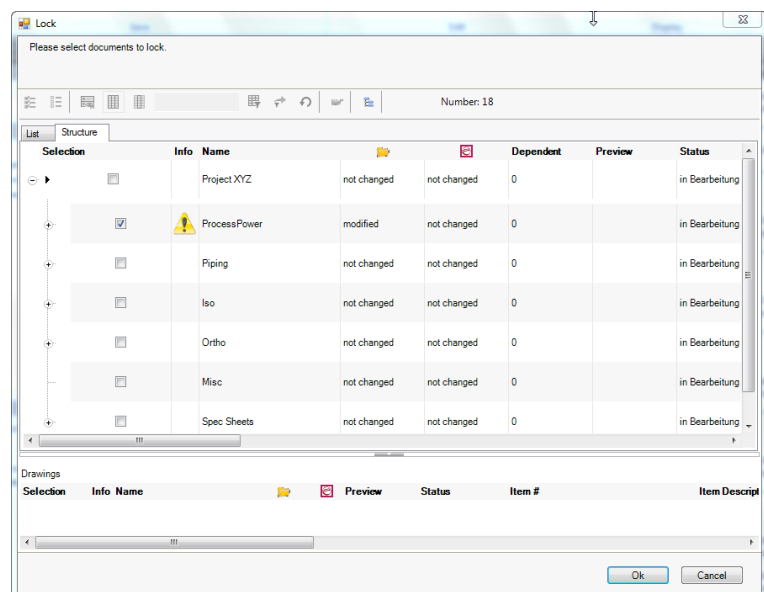 Lock
Please select documents to lock.
Number: 18
List Structure
Selection Info Name Dependent Preview Status
Project XYZ not changed not changed 0 in Bearbeitung
ProcessPower modified not changed 0 in Bearbeitung
Piping not changed not changed 0 in Bearbeitung
Iso not changed not changed 0 in Bearbeitung
Ortho not changed not changed 0 in Bearbeitung
Misc not changed not changed 0 in Bearbeitung
Spec Sheets not changed not changed 0 in Bearbeitung
Drawings
Selection Info Name Preview Status Item # Item Descript
Ok Cancel